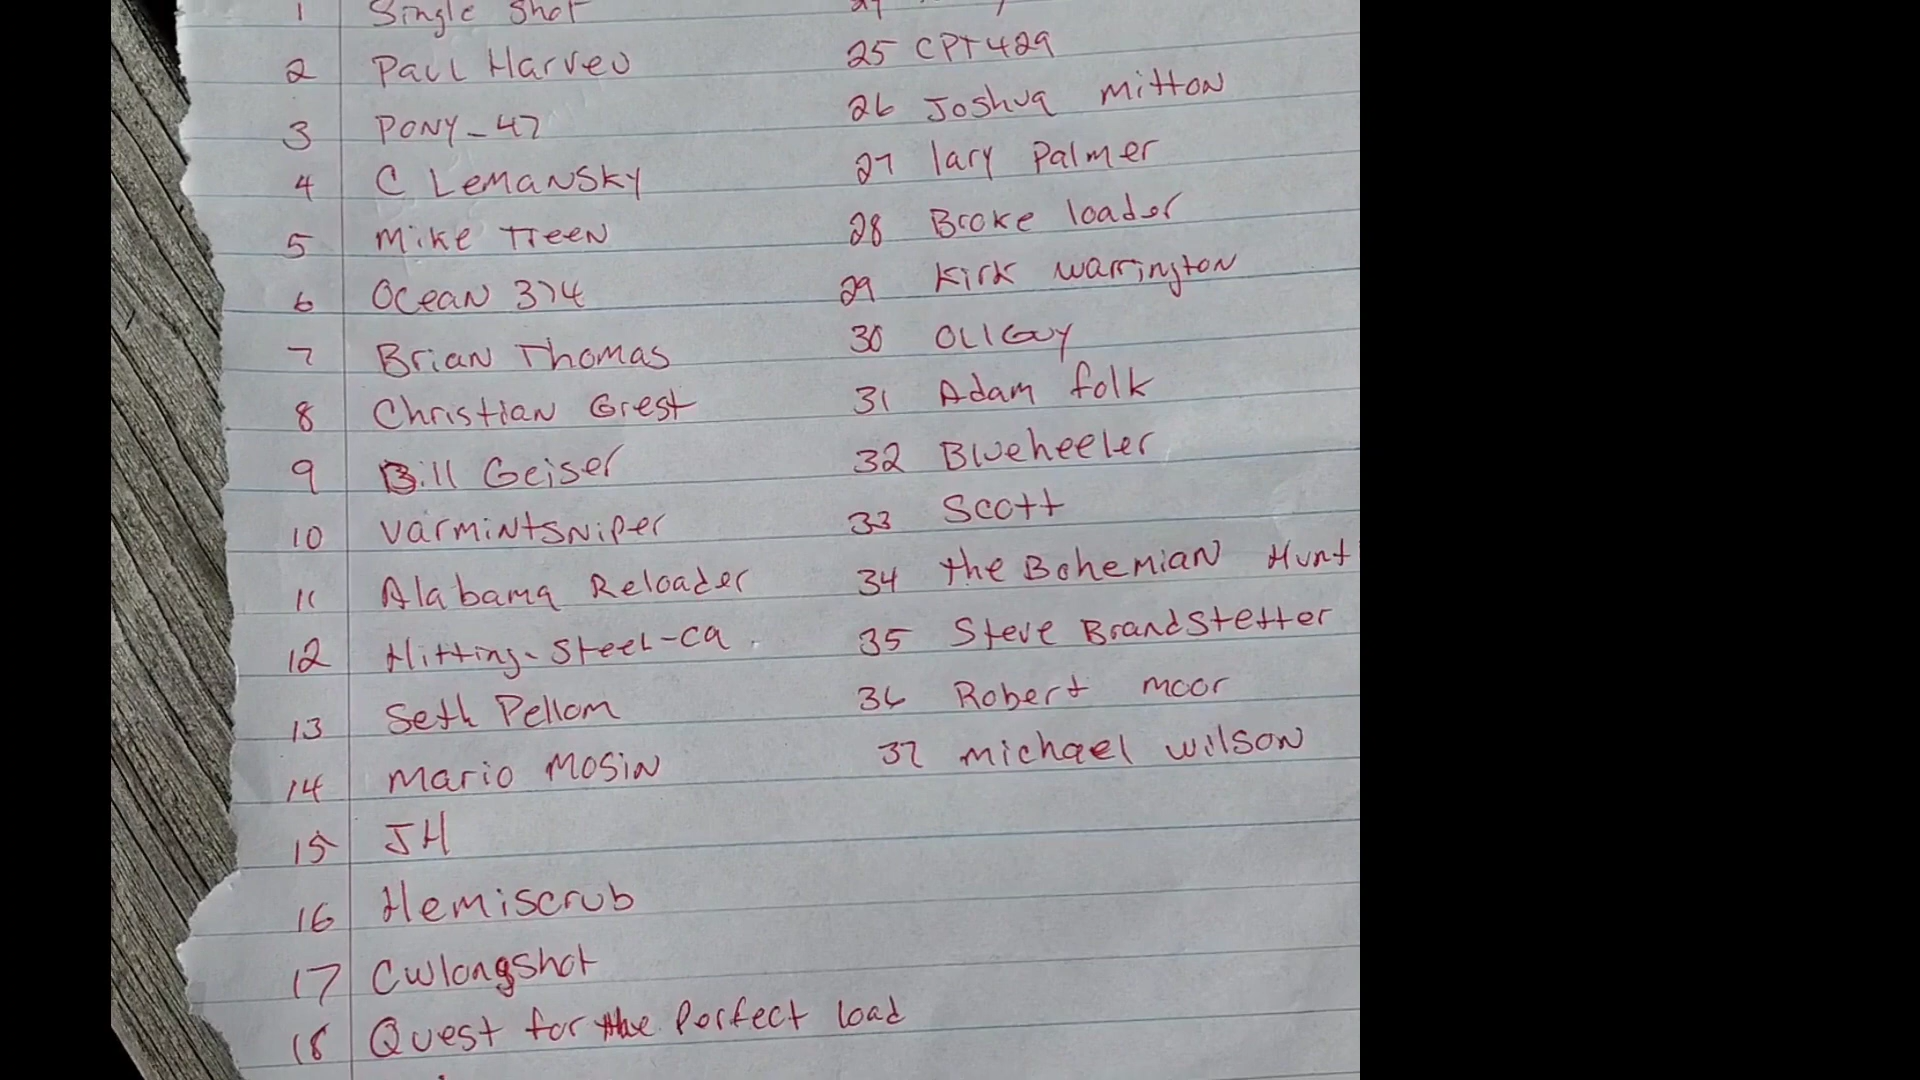 1 Single Shot
2 Paul Harveu
3 PONY-47
4 C LEMANSKY
5 MIKE TTEEN
6 OCEAN 374
7 Brian Thomas
8 Christian Grest
9 Bill Geiser
10 varmintsniper
11 Alabama Reloader
12 Hitting-Steel-ca
13 Seth Pellom
14 Mario MOSIN
15 JH
16 Hemiscrub
17 Cwlongshot
18 Quest for the Perfect load
25 CPT429
26 Joshua mitton
27 lary Palmer
28 Broke loader
29 Kirk warrington
30 OllGuy
31 Adam folk
32 Blueheeler
33 Scott
34 the Bohemian Hunt
35 Steve Brandstetter
36 Robert moor
37 michael wilson